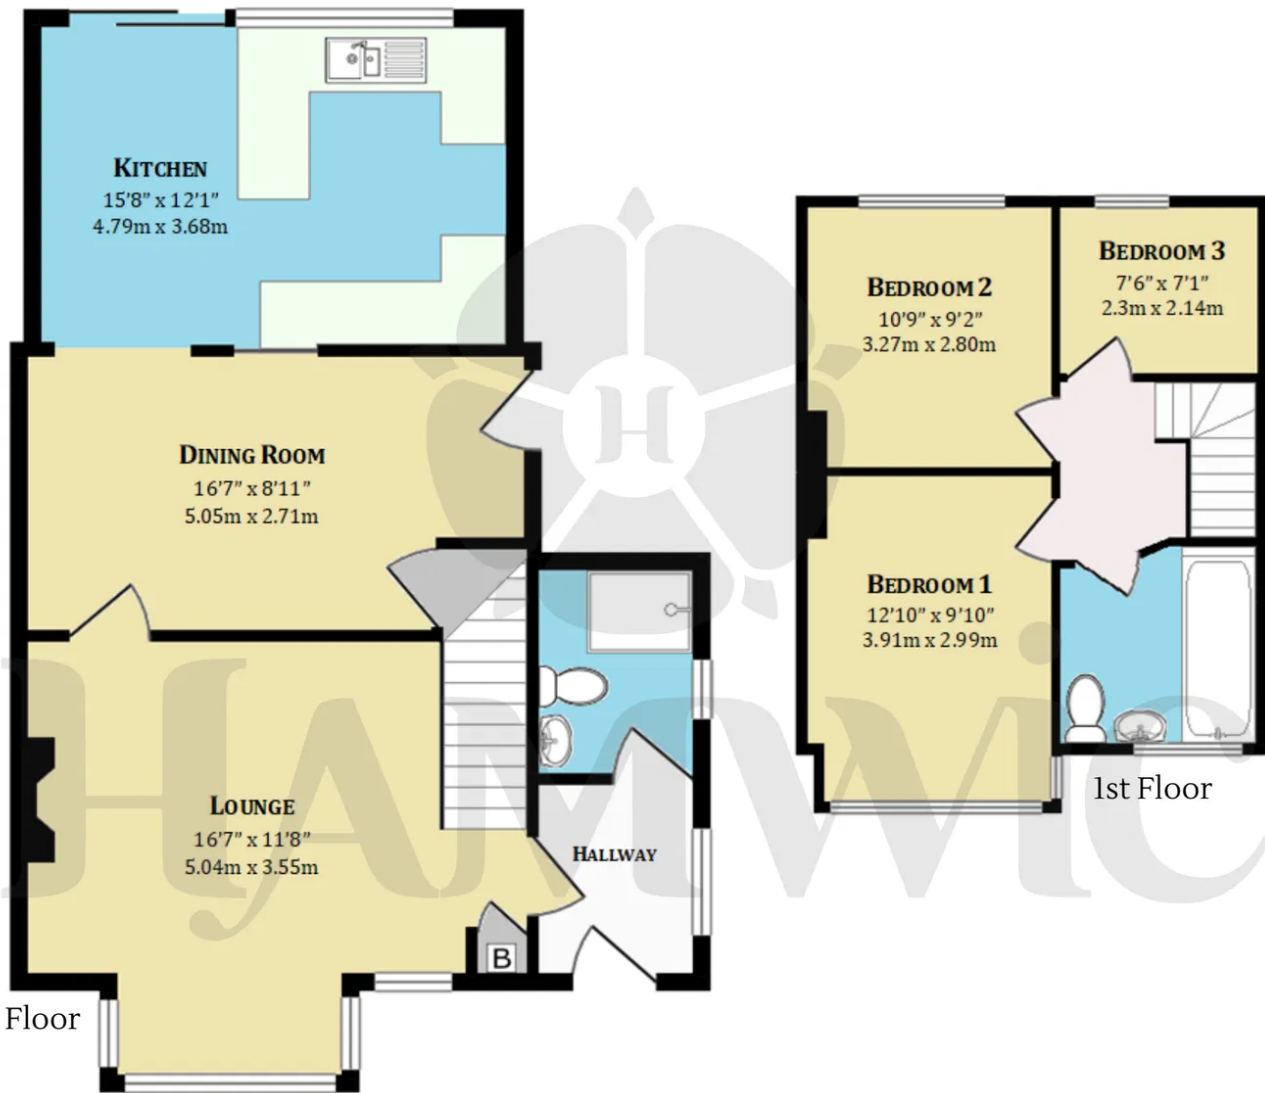 KITCHEN
15'8" x 12'1"
4.79m x 3.68m
DINING ROOM
16'7" x 8'11"
5.05m x 2.71m
LOUNGE
16'7" x 11'8"
5.04m x 3.55m
HALLWAY
B
Floor
BEDROOM 2
10'9" x 9'2"
3.27m x 2.80m
BEDROOM 3
7'6" x 7'1"
2.3m x 2.14m
BEDROOM 1
12'10" x 9'10"
3.91m x 2.99m
1st Floor
H
HAMWIC